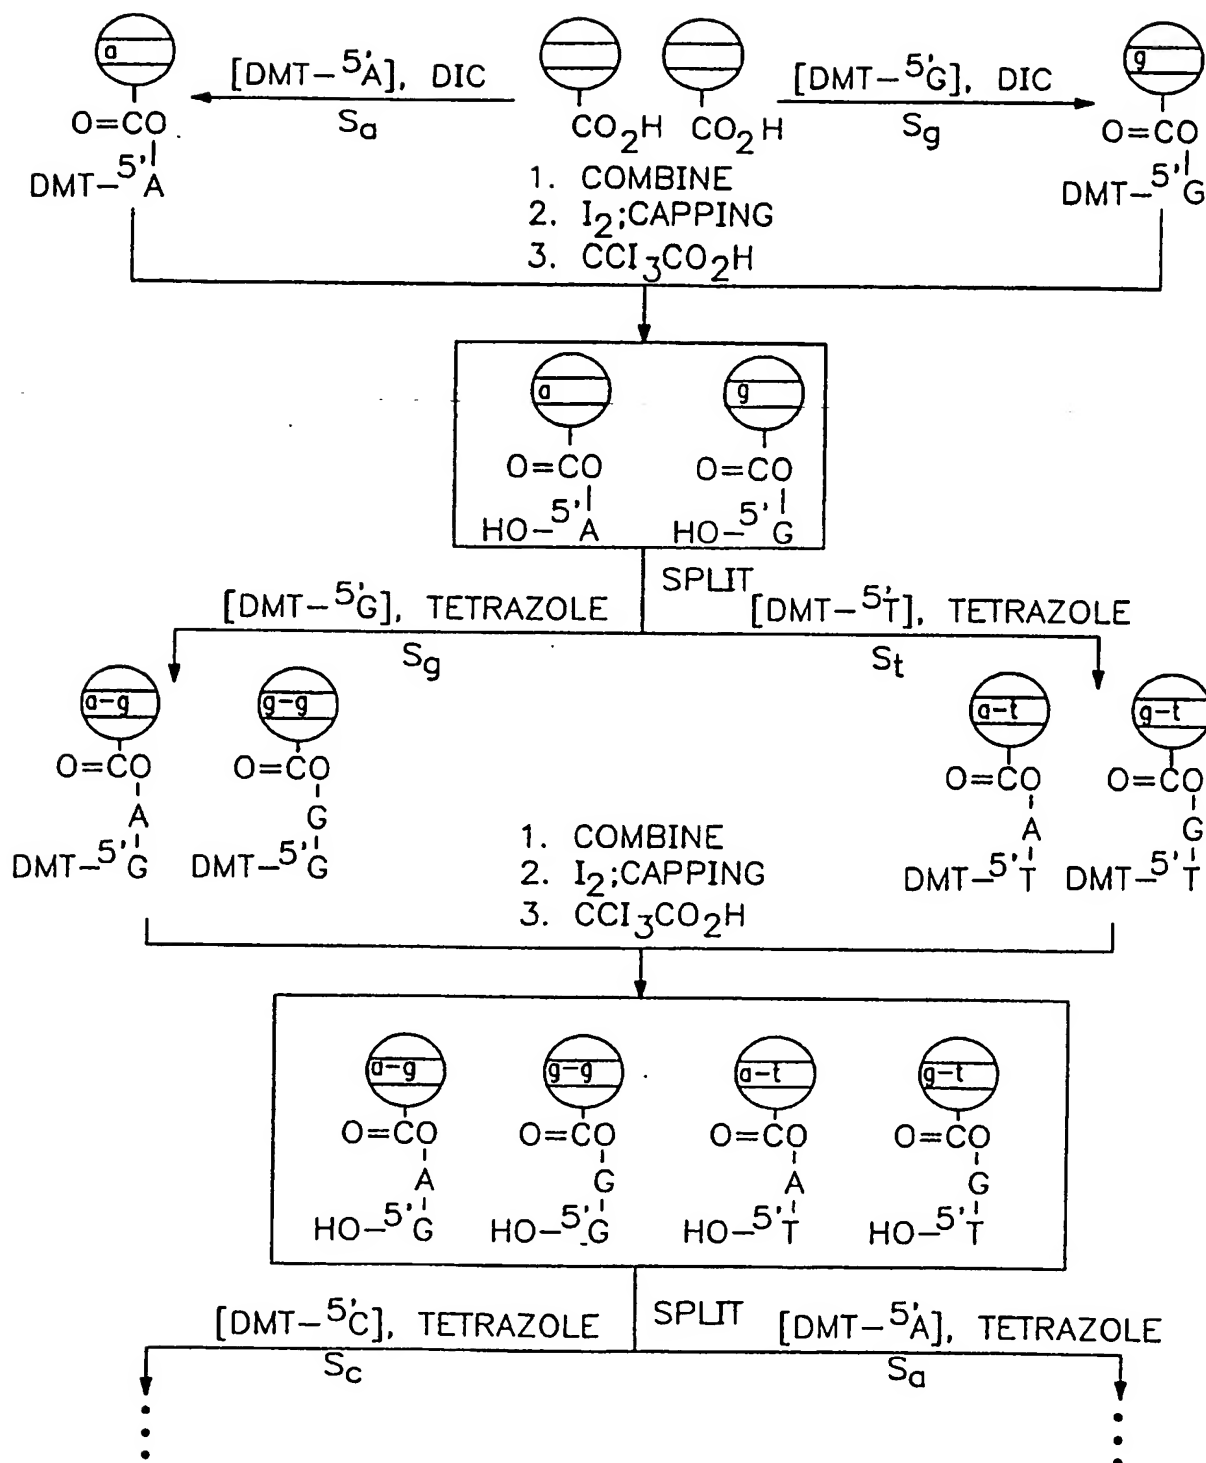 a
g
[DMT-5'A], DIC
Sa
[DMT-5'G], DIC
Sg
CO2H CO2H
O=CO
DMT-5'A
O=CO
DMT-5'G
1. COMBINE
2. I2;CAPPING
3. CCl3CO2H
a
g
O=CO
O=CO
HO-5'A
HO-5'G
SPLIT
[DMT-5'G], TETRAZOLE
Sg
[DMT-5'T], TETRAZOLE
St
a-g
g-g
a-t
g-t
O=CO
O=CO
O=CO
O=CO
A
G
A
G
DMT-5'G
DMT-5'G
DMT-5'T
DMT-5'T
1. COMBINE
2. I2;CAPPING
3. CCl3CO2H
a-g
g-g
a-t
g-t
O=CO
O=CO
O=CO
O=CO
A
G
A
G
HO-5'G
HO-5'G
HO-5'T
HO-5'T
SPLIT
[DMT-5'C], TETRAZOLE
Sc
[DMT-5'A], TETRAZOLE
Sa